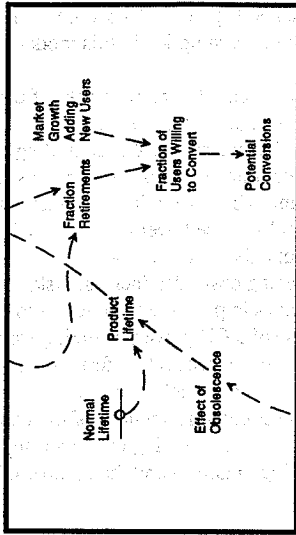 Market
Growth
Adding
New Users
Fraction
Retirements
Fraction of
Users Willing
to Convert
Potential
Conversions
Product
Lifetime
Normal
Lifetime
Effect of
Obsolescence